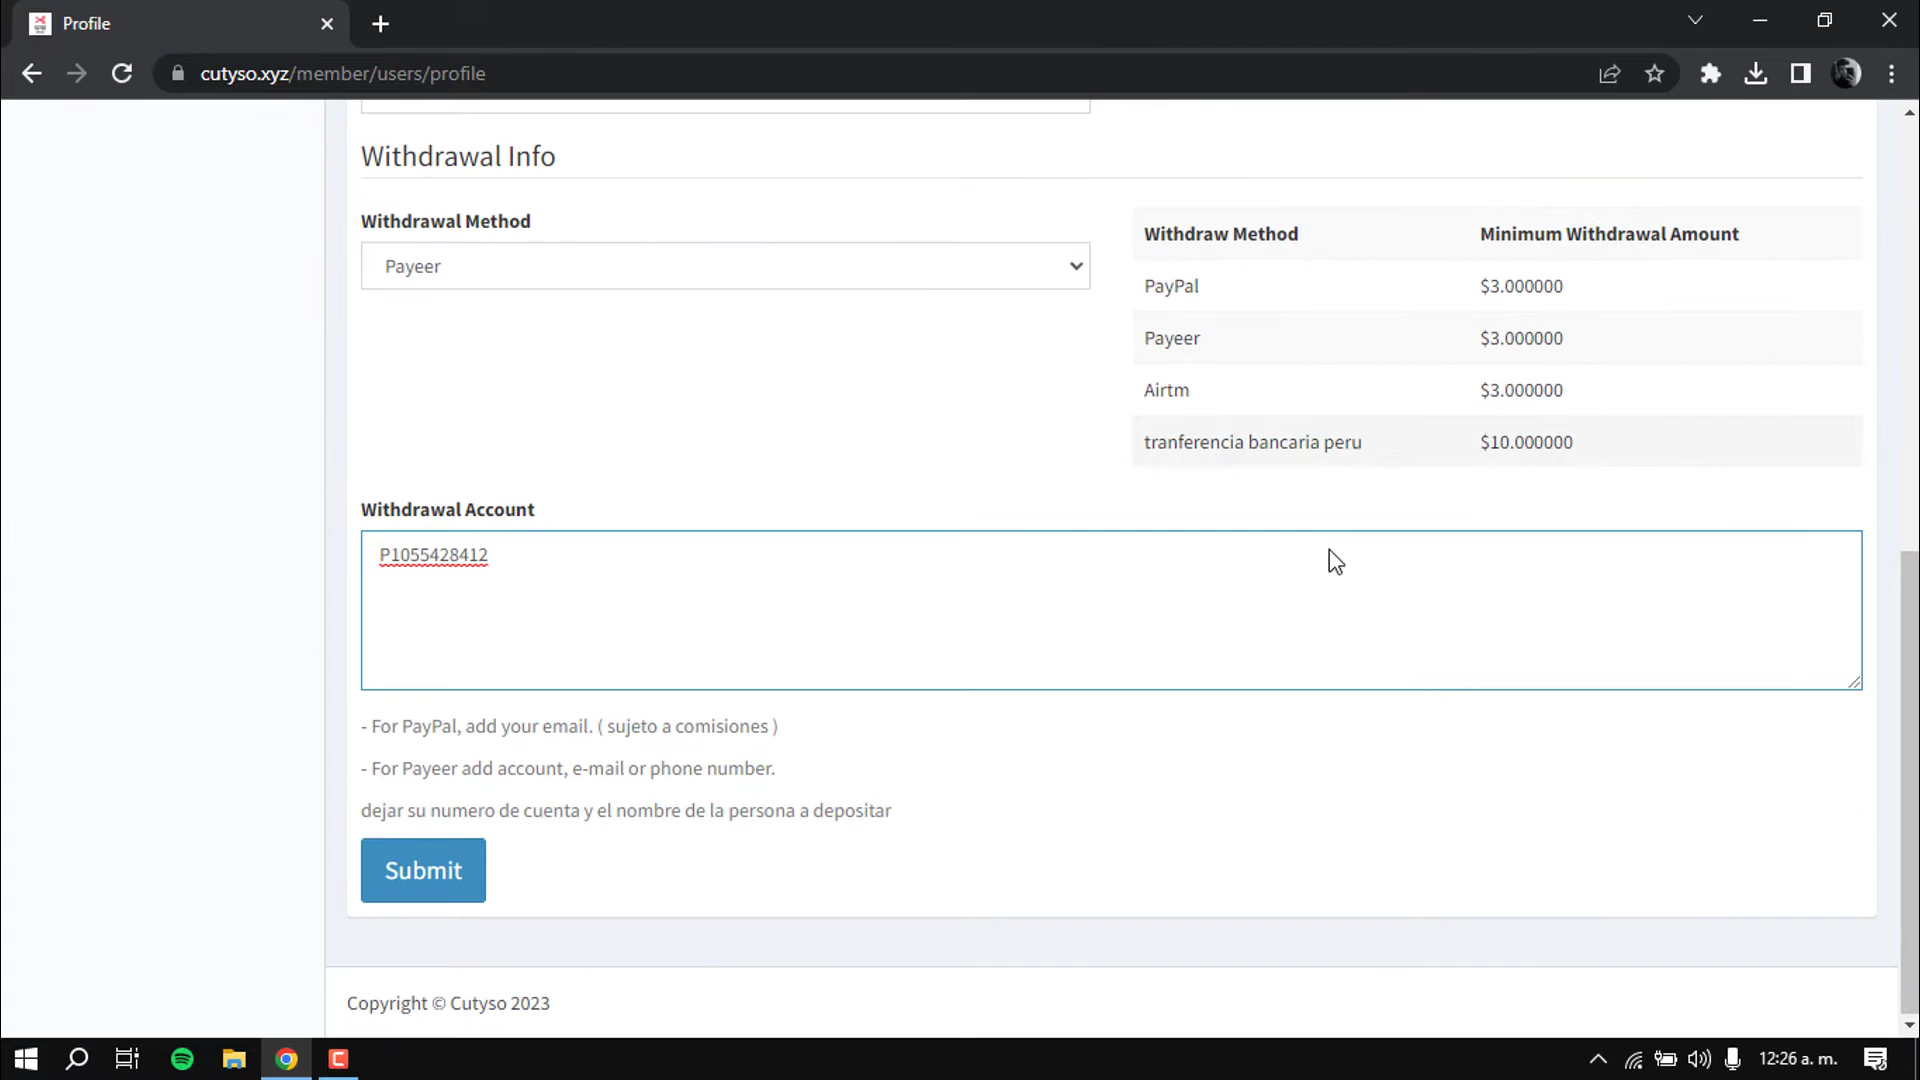 Profile
cutyso.xyz/member/users/profile
Withdrawal Info
Withdrawal Method
Payeer
Withdraw Method Minimum Withdrawal Amount
PayPal $3.000000
Payeer $3.000000
Airtm $3.000000
tranferencia bancaria peru $10.000000
Withdrawal Account
P1055428412
- For PayPal, add your email. ( sujeto a comisiones )
- For Payeer add account, e-mail or phone number.
dejar su numero de cuenta y el nombre de la persona a depositar
Submit
Copyright © Cutyso 2023
12:26 a. m.